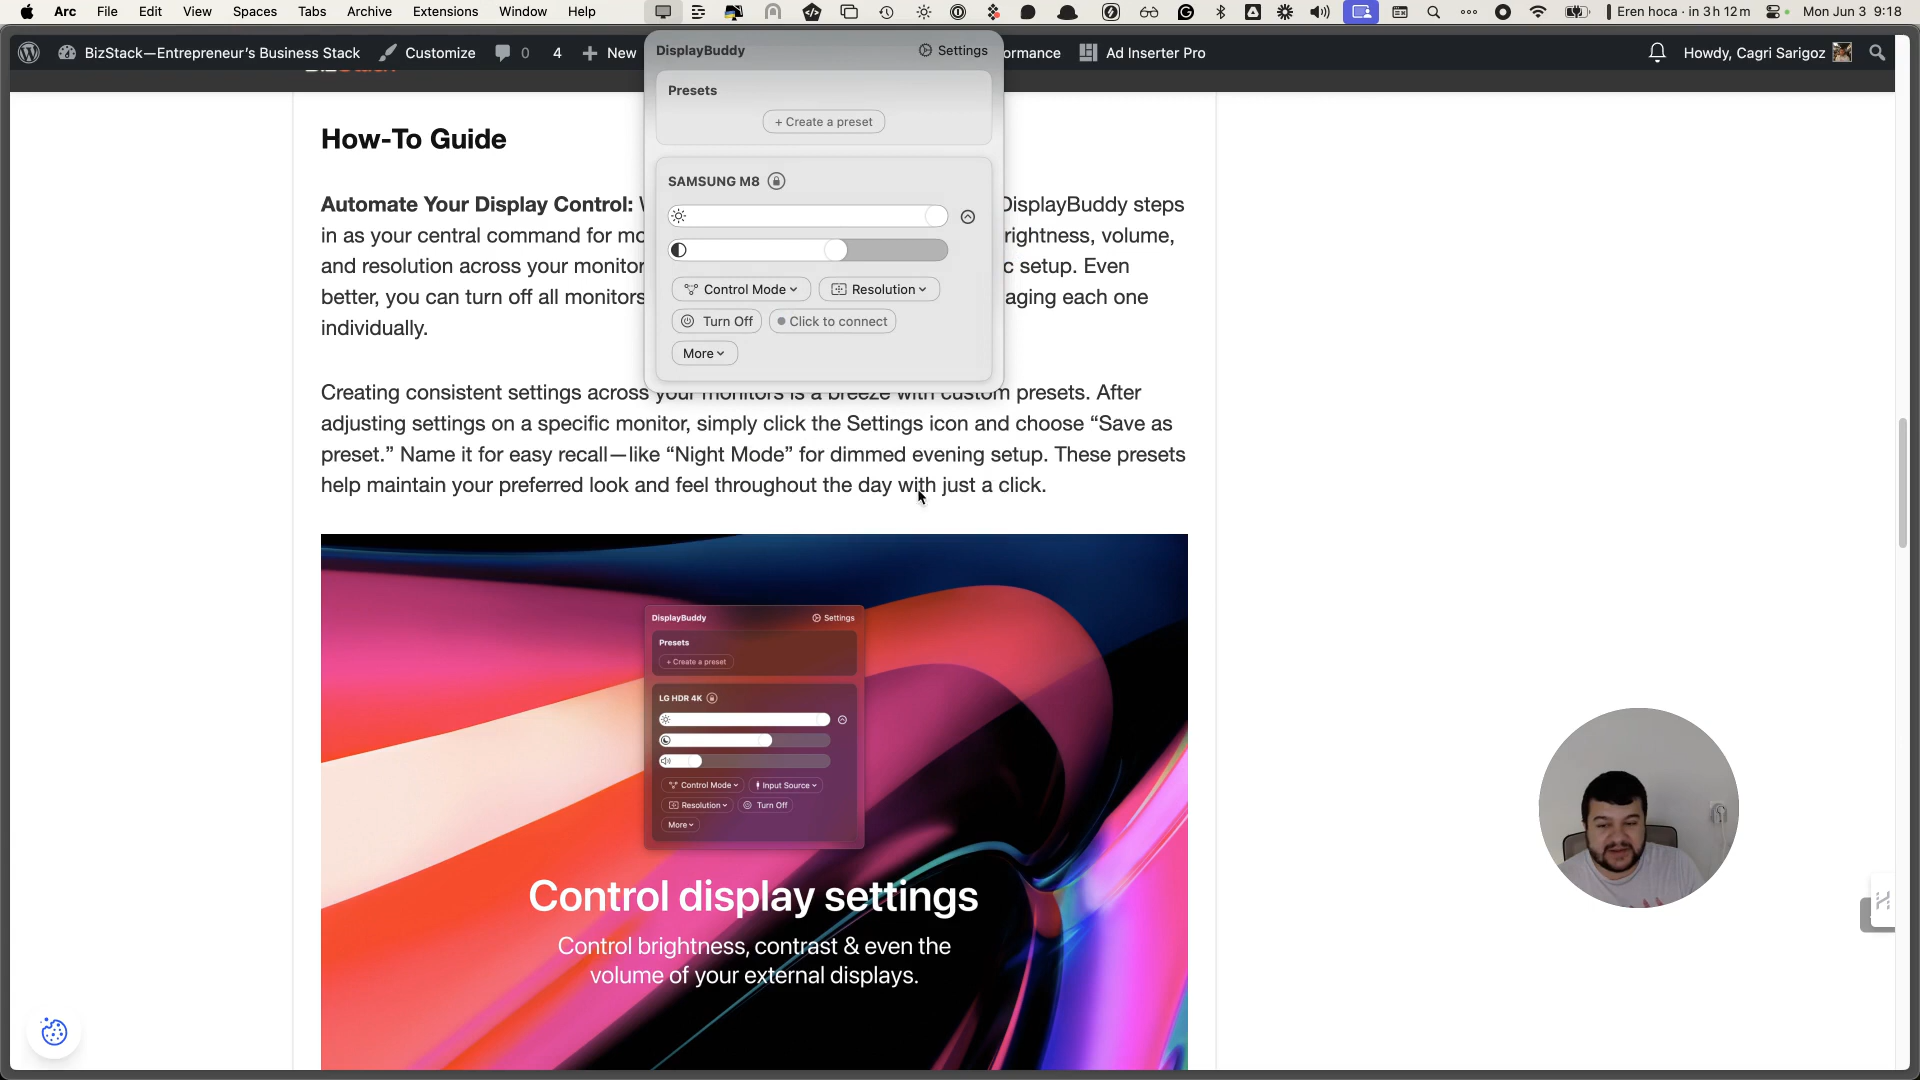 Arc File Edit View Spaces Tabs Archive Extensions Window Help Eren hoca · in 3 h 12 m Mon Jun 3 9:18
BizStack—Entrepreneur's Business Stack Customize 0 4 New ormance Ad Inserter Pro Howdy, Cagri Sarigoz
DisplayBuddy Settings
Presets
+ Create a preset
SAMSUNG M8
Control Mode Resolution
Turn Off Click to connect
More
How-To Guide
Automate Your Display Control: DisplayBuddy steps
in as your central command for mo rightness, volume,
and resolution across your monitor c setup. Even
better, you can turn off all monitors aging each one
individually.
Creating consistent settings across your monitors is a breeze with custom presets. After
adjusting settings on a specific monitor, simply click the Settings icon and choose “Save as
preset.” Name it for easy recall—like “Night Mode” for dimmed evening setup. These presets
help maintain your preferred look and feel throughout the day with just a click.
DisplayBuddy Settings
Presets
+ Create a preset
LG HDR 4K
Control Mode Input Source
Resolution Turn Off
More
Control display settings
Control brightness, contrast & even the
volume of your external displays.